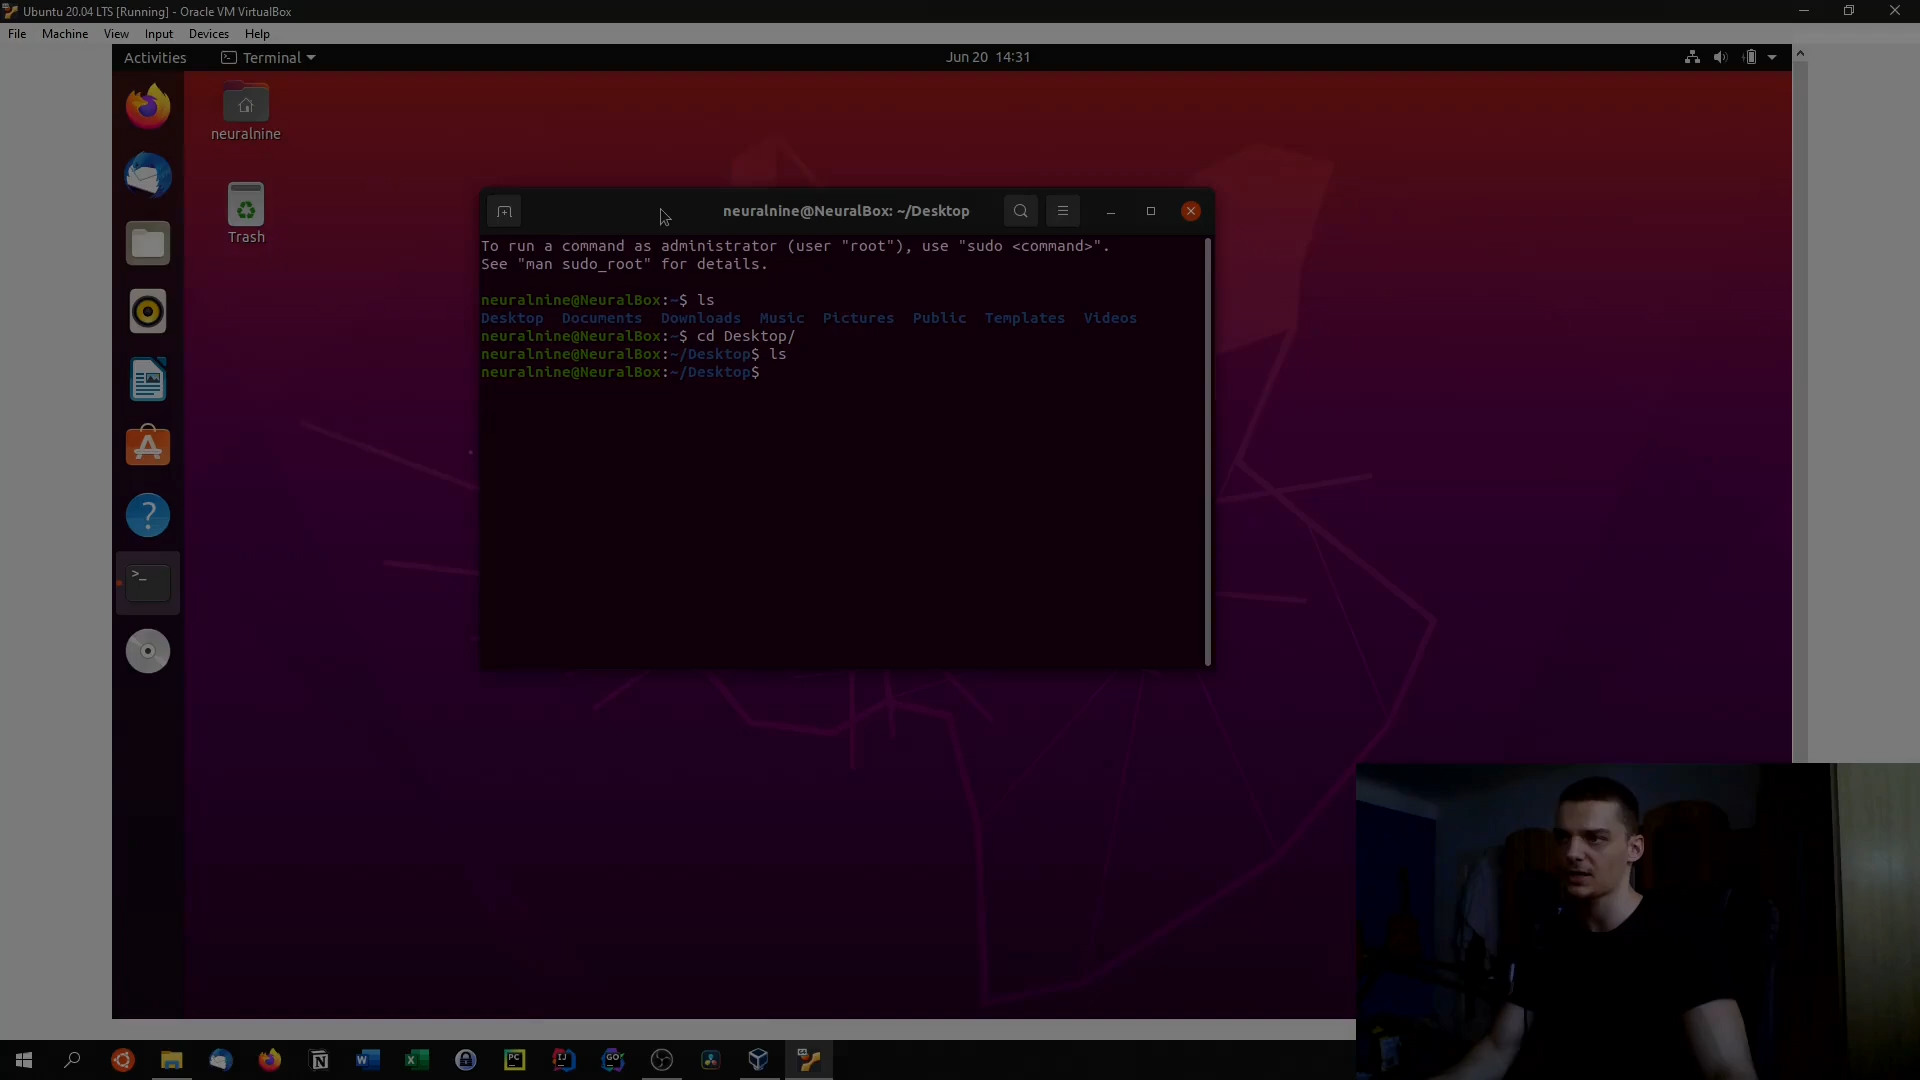 Ubuntu 20.04 LTS [Running] - Oracle VM VirtualBox
File Machine View Input Devices Help
Activities Terminal Jun 20 14:31
neuralnine
Trash
neuralnine@NeuralBox: ~/Desktop
To run a command as administrator (user "root"), use "sudo <command>".
See "man sudo_root" for details.
neuralnine@NeuralBox:~$ ls
Desktop Documents Downloads Music Pictures Public Templates Videos
neuralnine@NeuralBox:~$ cd Desktop/
neuralnine@NeuralBox:~/Desktop$ ls
neuralnine@NeuralBox:~/Desktop$